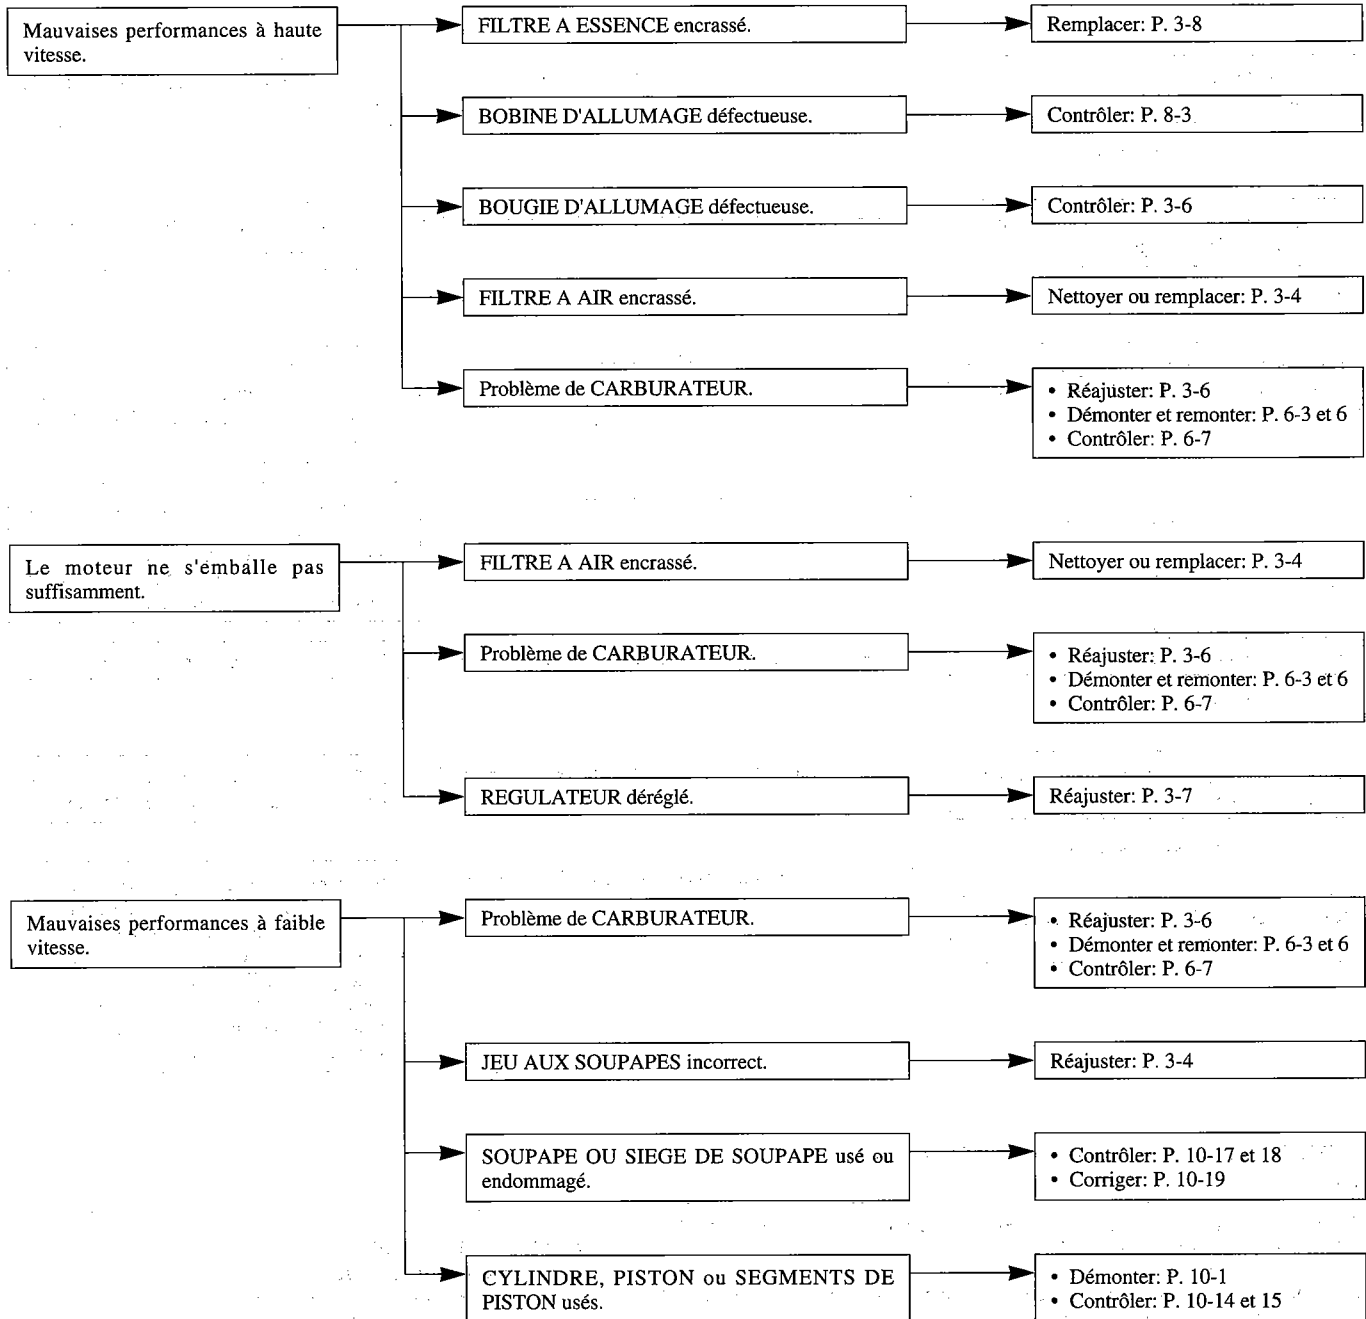 Mauvaises performances à haute
vitesse.
FILTRE A ESSENCE encrassé.
Remplacer: P. 3-8
BOBINE D'ALLUMAGE défectueuse.
Contrôler: P. 8-3
BOUGIE D'ALLUMAGE défectueuse.
Contrôler: P. 3-6
FILTRE A AIR encrassé.
Nettoyer ou remplacer: P. 3-4
Problème de CARBURATEUR.
• Réajuster: P. 3-6
• Démonter et remonter: P. 6-3 et 6
• Contrôler: P. 6-7
Le moteur ne s'emballe pas
suffisamment.
FILTRE A AIR encrassé.
Nettoyer ou remplacer: P. 3-4
Problème de CARBURATEUR.
• Réajuster: P. 3-6
• Démonter et remonter: P. 6-3 et 6
• Contrôler: P. 6-7
REGULATEUR déréglé.
Réajuster: P. 3-7
Mauvaises performances à faible
vitesse.
Problème de CARBURATEUR.
• Réajuster: P. 3-6
• Démonter et remonter: P. 6-3 et 6
• Contrôler: P. 6-7
JEU AUX SOUPAPES incorrect.
Réajuster: P. 3-4
SOUPAPE OU SIEGE DE SOUPAPE usé ou
endommagé.
• Contrôler: P. 10-17 et 18
• Corriger: P. 10-19
CYLINDRE, PISTON ou SEGMENTS DE
PISTON usés.
• Démonter: P. 10-1
• Contrôler: P. 10-14 et 15